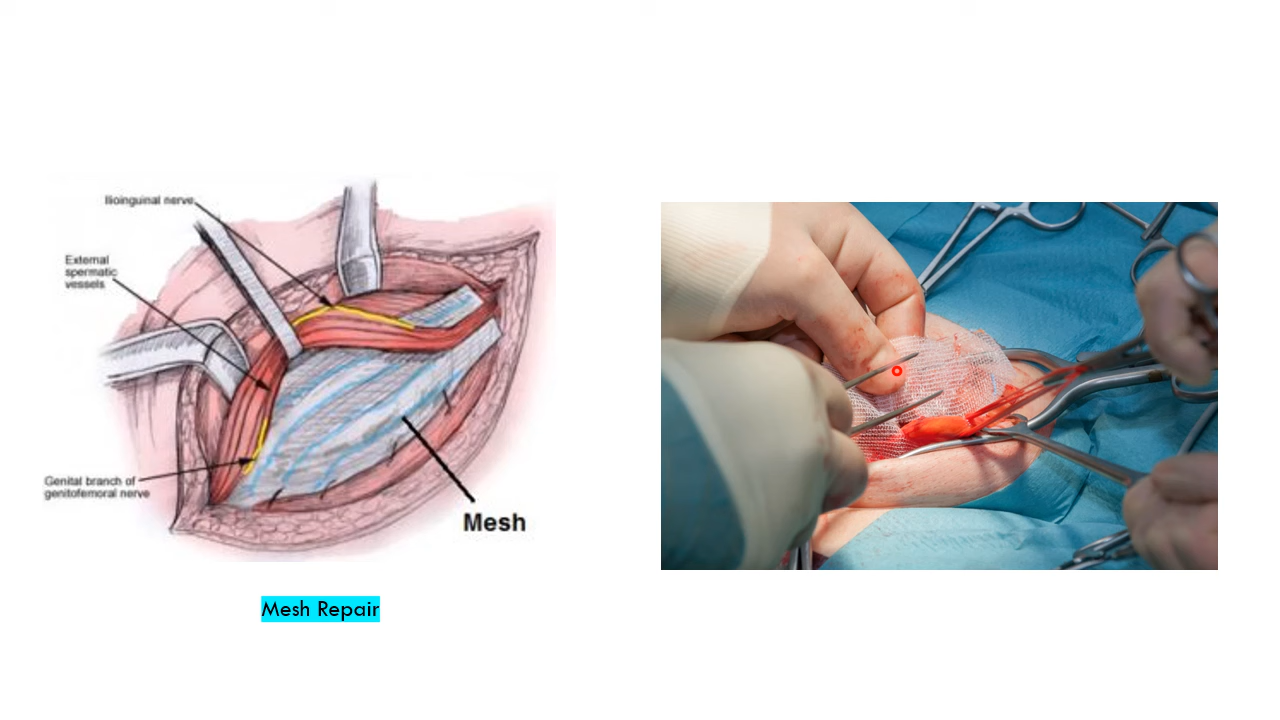 Ilioinguinal nerve
External
spermatic
vessels
Genital branch of
genitofemoral nerve
Mesh
Mesh Repair